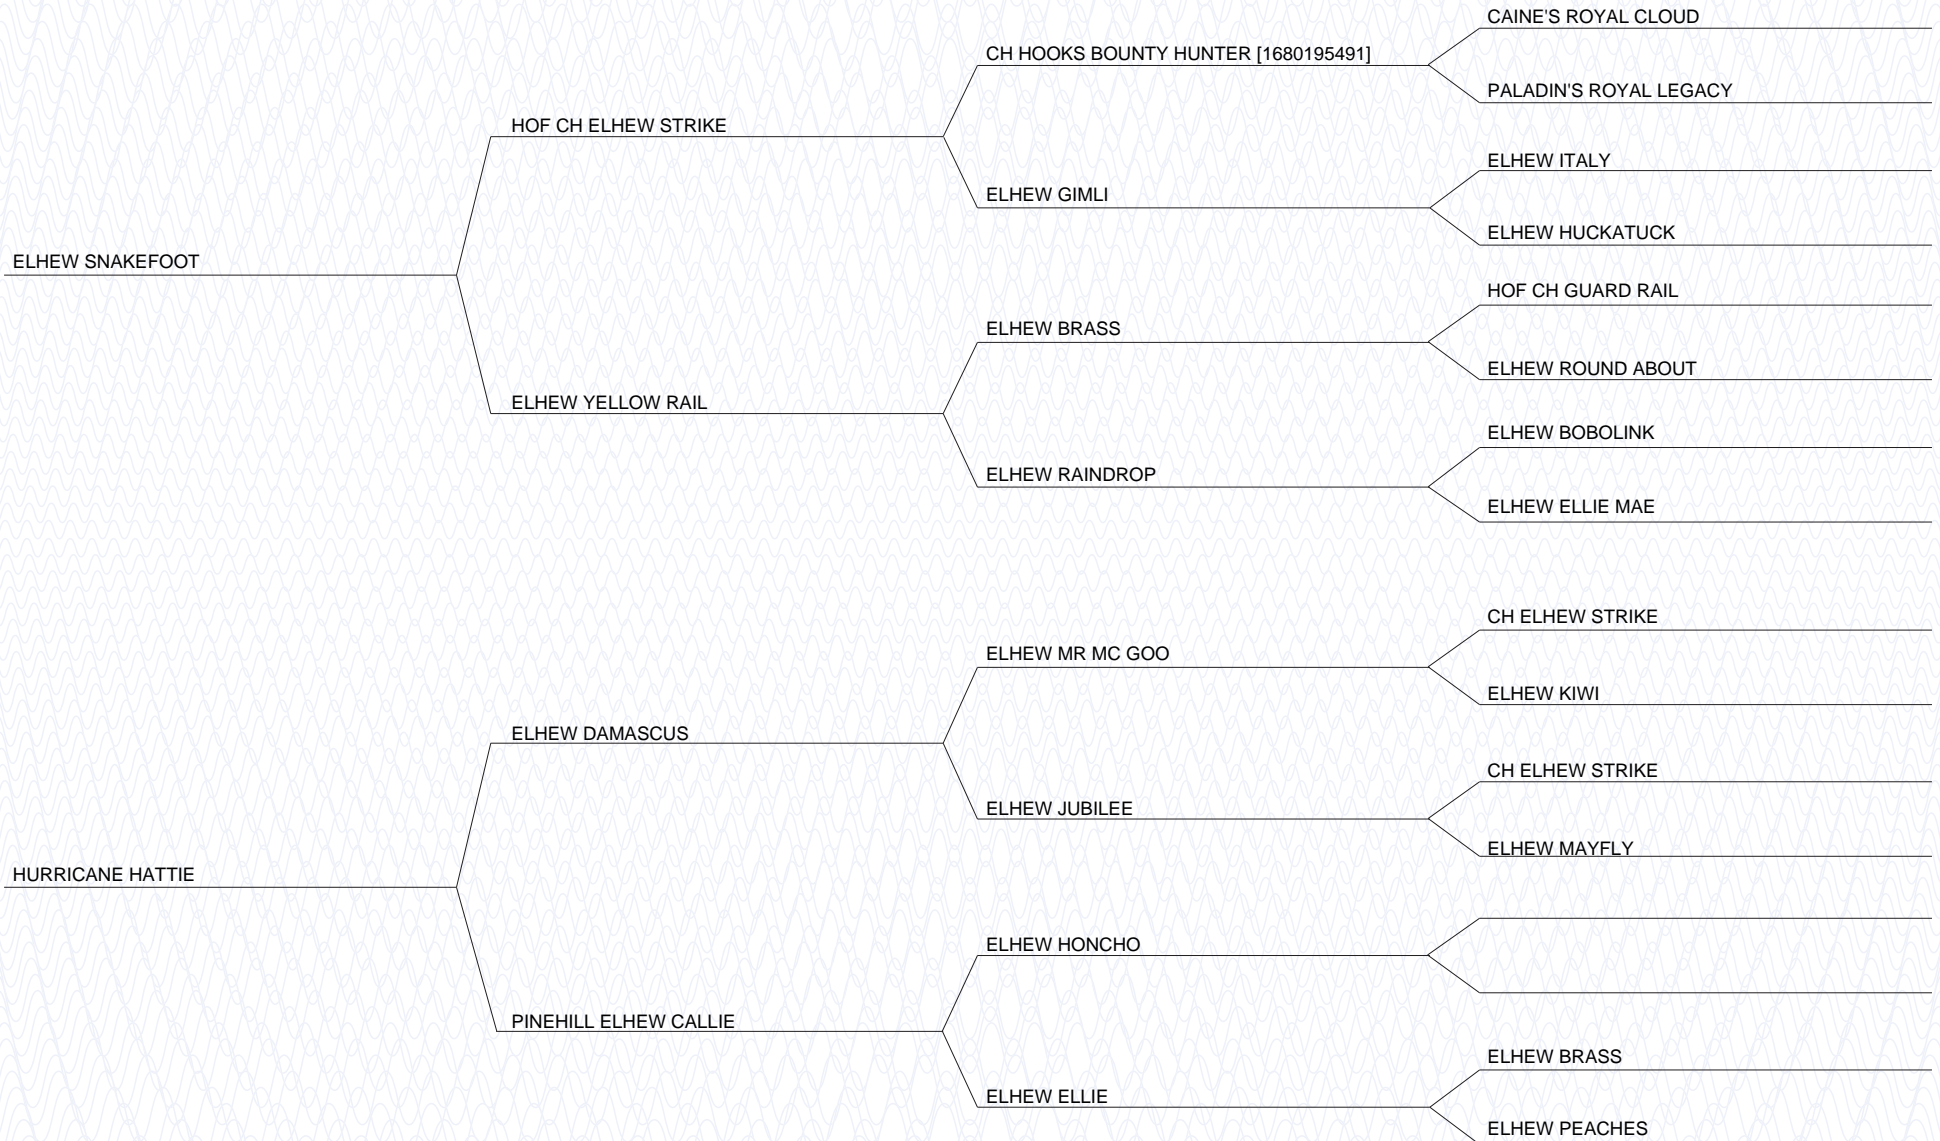 CAINE'S ROYAL CLOUD
CH HOOKS BOUNTY HUNTER [1680195491]
PALADIN'S ROYAL LEGACY
HOF CH ELHEW STRIKE
ELHEW ITALY
ELHEW GIMLI
ELHEW HUCKATUCK
ELHEW SNAKEFOOT
HOF CH GUARD RAIL
ELHEW BRASS
ELHEW ROUND ABOUT
ELHEW YELLOW RAIL
ELHEW BOBOLINK
ELHEW RAINDROP
ELHEW ELLIE MAE
CH ELHEW STRIKE
ELHEW MR MC GOO
ELHEW KIWI
ELHEW DAMASCUS
CH ELHEW STRIKE
ELHEW JUBILEE
ELHEW MAYFLY
HURRICANE HATTIE
ELHEW HONCHO
PINEHILL ELHEW CALLIE
ELHEW BRASS
ELHEW ELLIE
ELHEW PEACHES